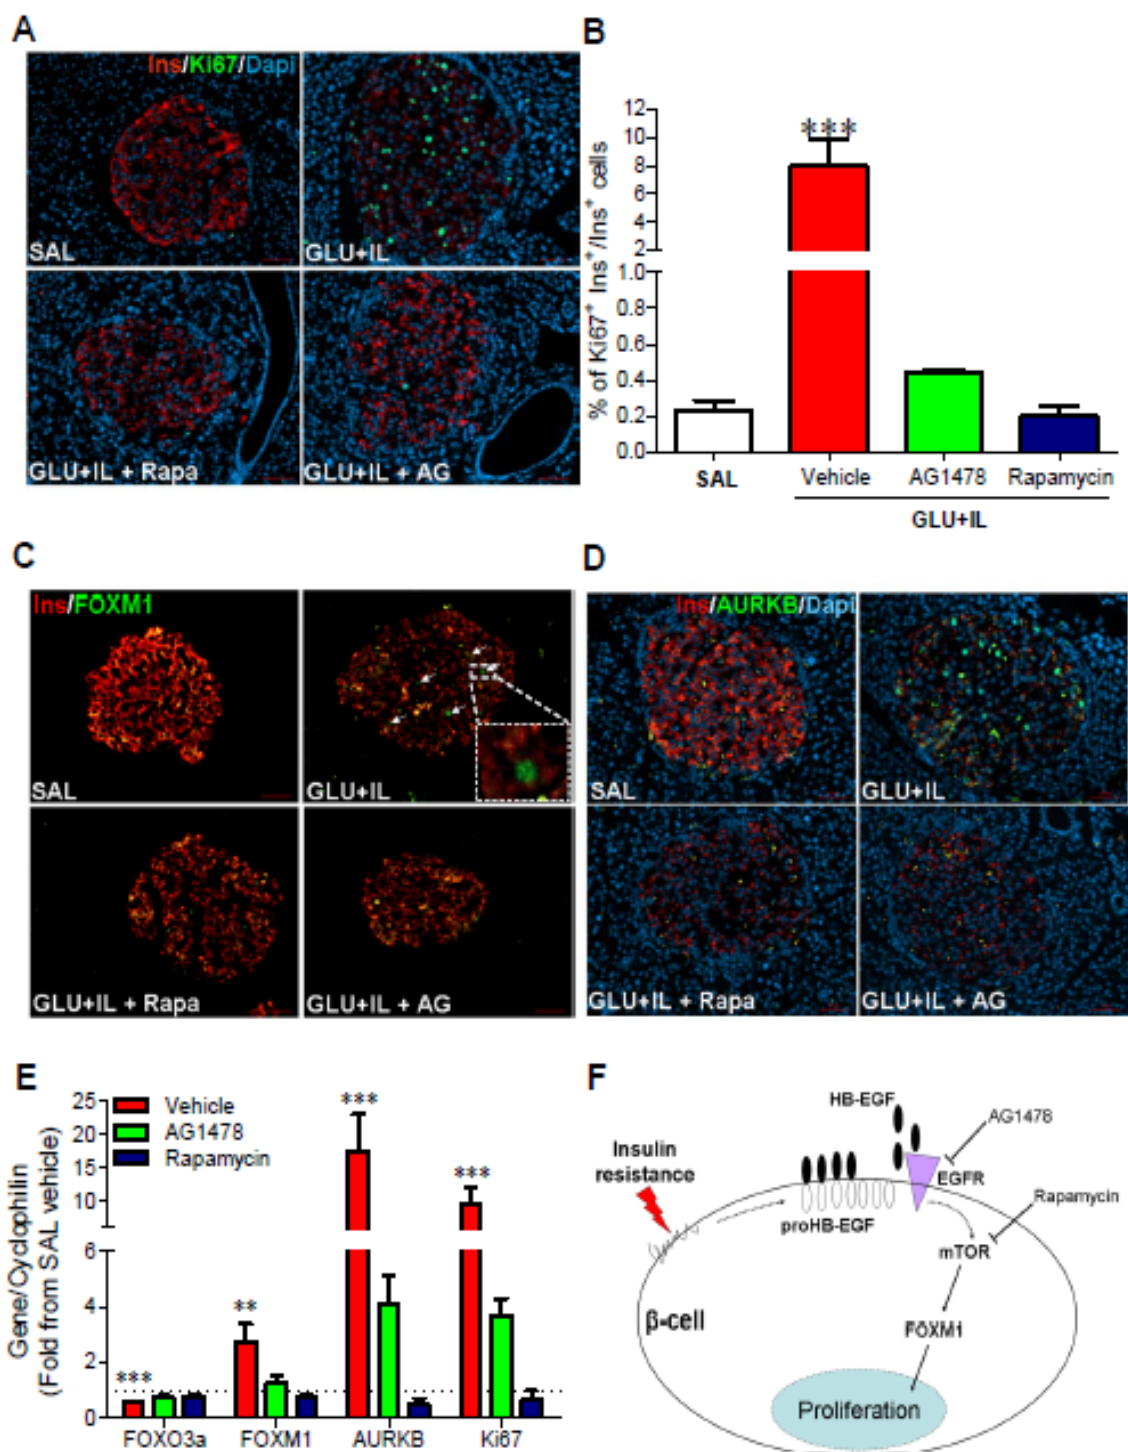 A
Ins/Ki67/Dapi
SAL
GLU+IL
GLU+IL + Rapa
GLU+IL + AG
B
% of Ki67+ Ins+/Ins+ cells
12
10
8
6
4
2
1.0
0.8
0.6
0.4
0.2
0.0
***
SAL
Vehicle
AG1478
Rapamycin
GLU+IL
C
Ins/FOXM1
SAL
GLU+IL
GLU+IL + Rapa
GLU+IL + AG
D
Ins/AURKB/Dapi
SAL
GLU+IL
GLU+IL + Rapa
GLU+IL + AG
E
Gene/Cyclophilin
(Fold from SAL vehicle)
25
20
15
10
6
4
2
0
Vehicle
AG1478
Rapamycin
***
**
***
***
FOXO3a
FOXM1
AURKB
Ki67
F
HB-EGF
AG1478
Insulin
resistance
EGFR
Rapamycin
proHB-EGF
mTOR
β-cell
FOXM1
Proliferation